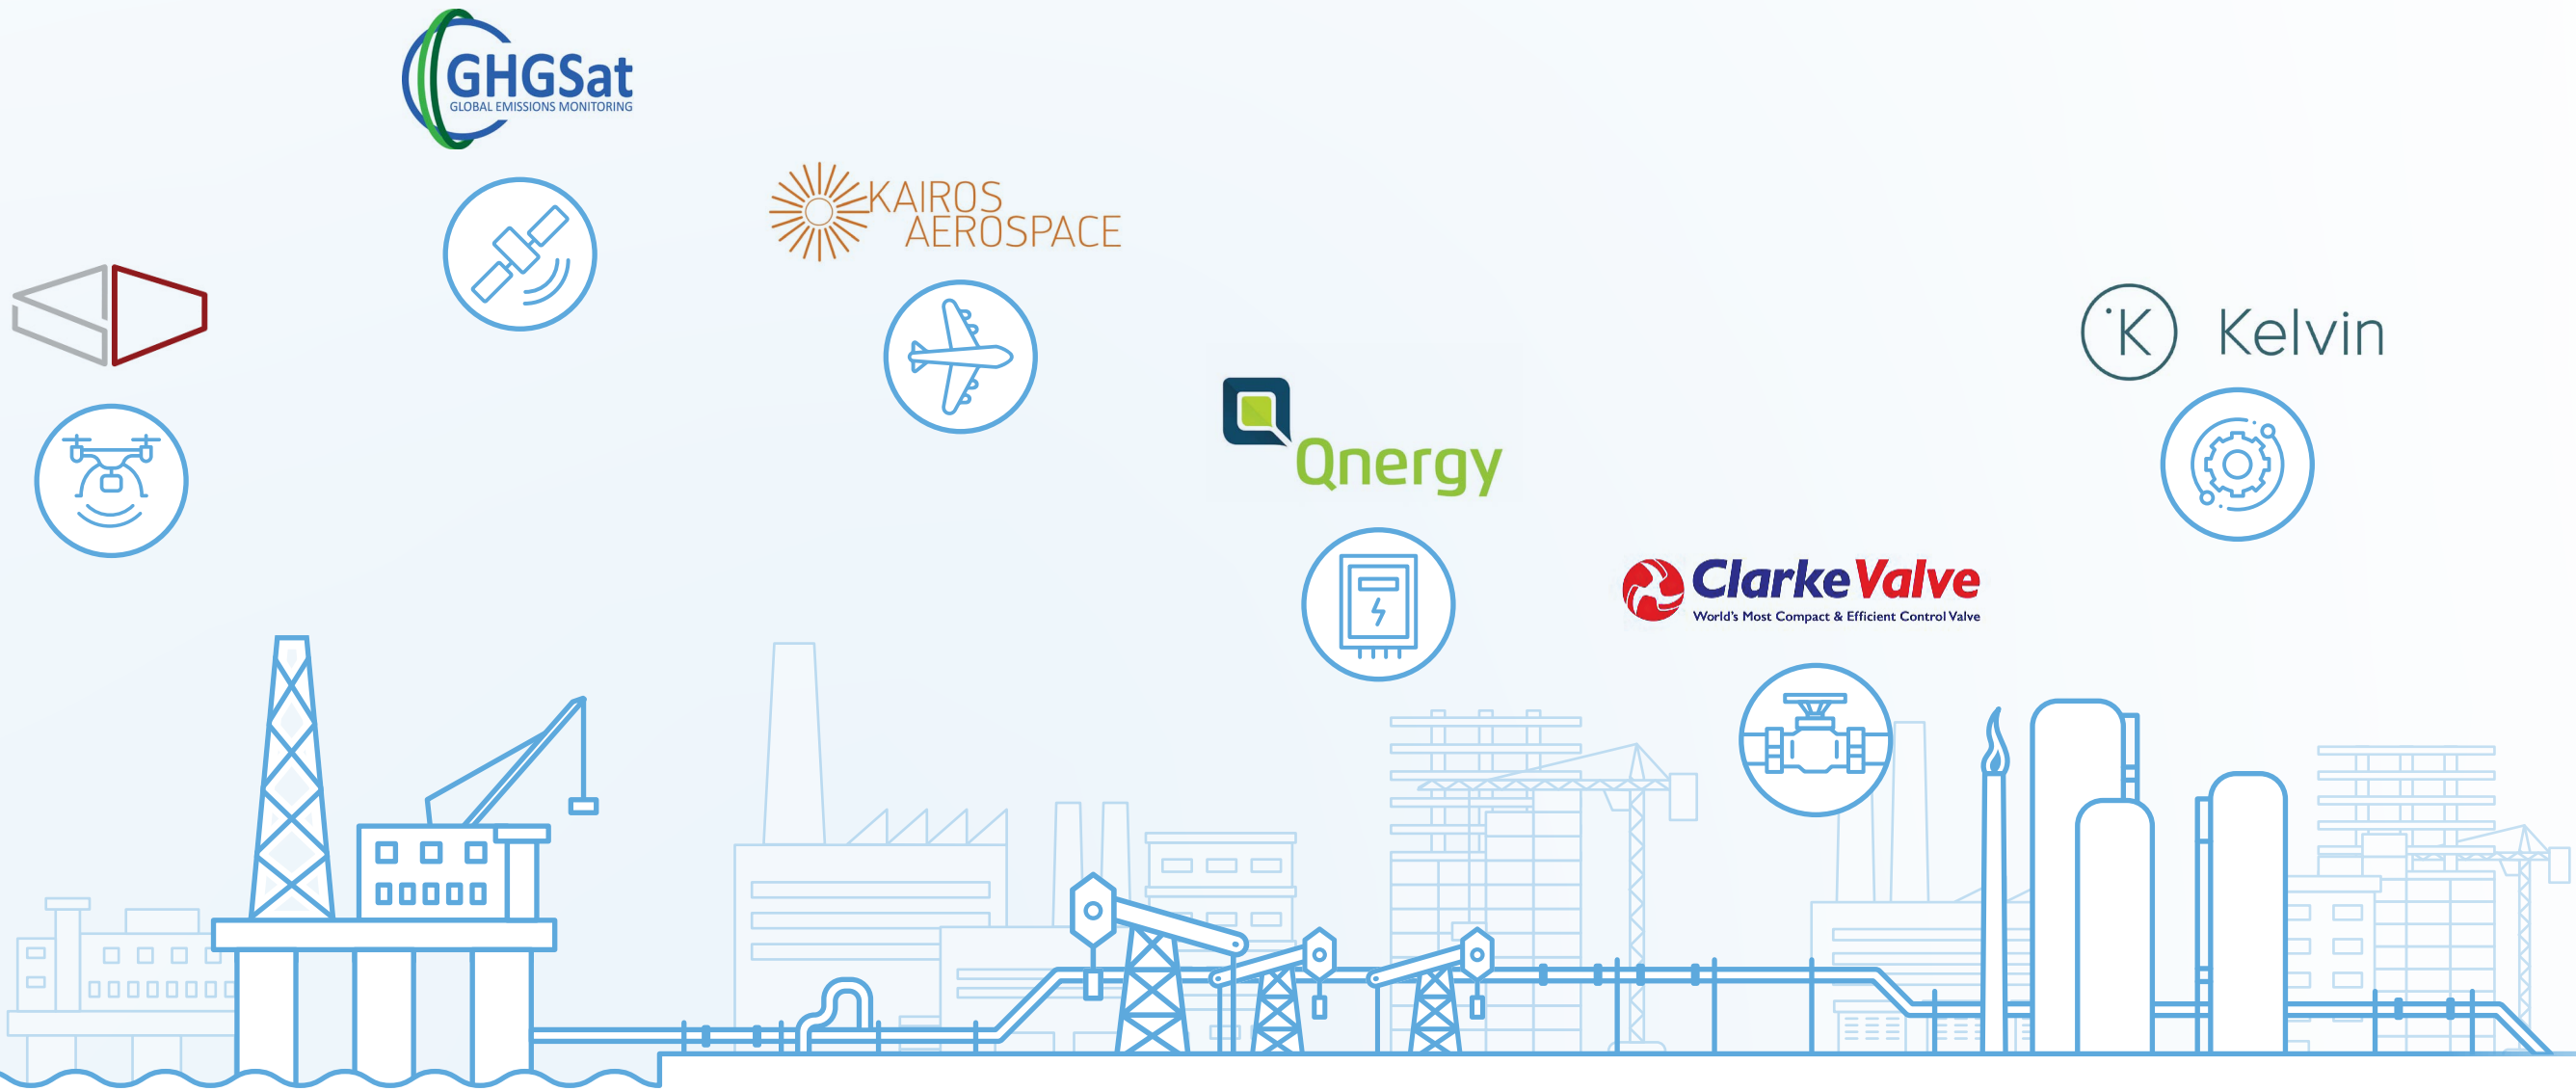 GHGSat
GLOBAL EMISSIONS MONITORING
KAIROS
AEROSPACE
Qnergy
ClarkeValve
World's Most Compact & Efficient Control Valve
K Kelvin